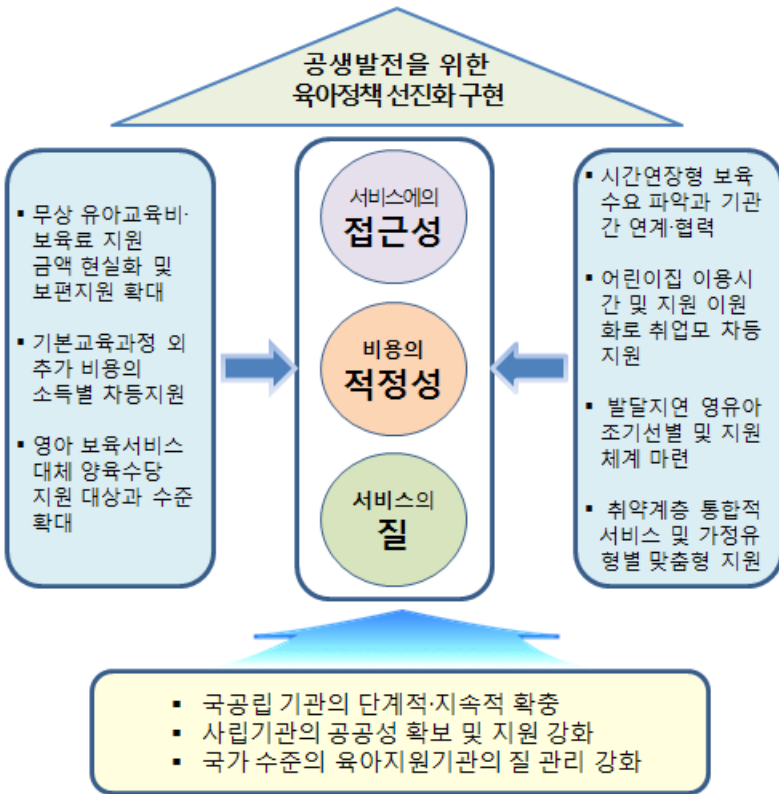 공생발전을 위한
육아정책 선진화 구현
▪ 무상 유아교육비·
보육료 지원
금액 현실화 및
보편지원 확대
▪ 기본교육과정 외
추가 비용의
소득별 차등지원
▪ 영아 보육서비스
대체 양육수당
지원 대상과 수준
확대
서비스에의
접근성
비용의
적정성
서비스의
질
▪ 시간연장형 보육
수요 파악과 기관
간 연계·협력
▪ 어린이집 이용시
간 및 지원 이원
화로 취업모 차등
지원
▪ 발달지연 영유아
조기선별 및 지원
체계 마련
▪ 취약계층 통합적
서비스 및 가정유
형별 맞춤형 지원
▪ 국공립 기관의 단계적·지속적 확충
▪ 사립기관의 공공성 확보 및 지원 강화
▪ 국가 수준의 육아지원기관의 질 관리 강화